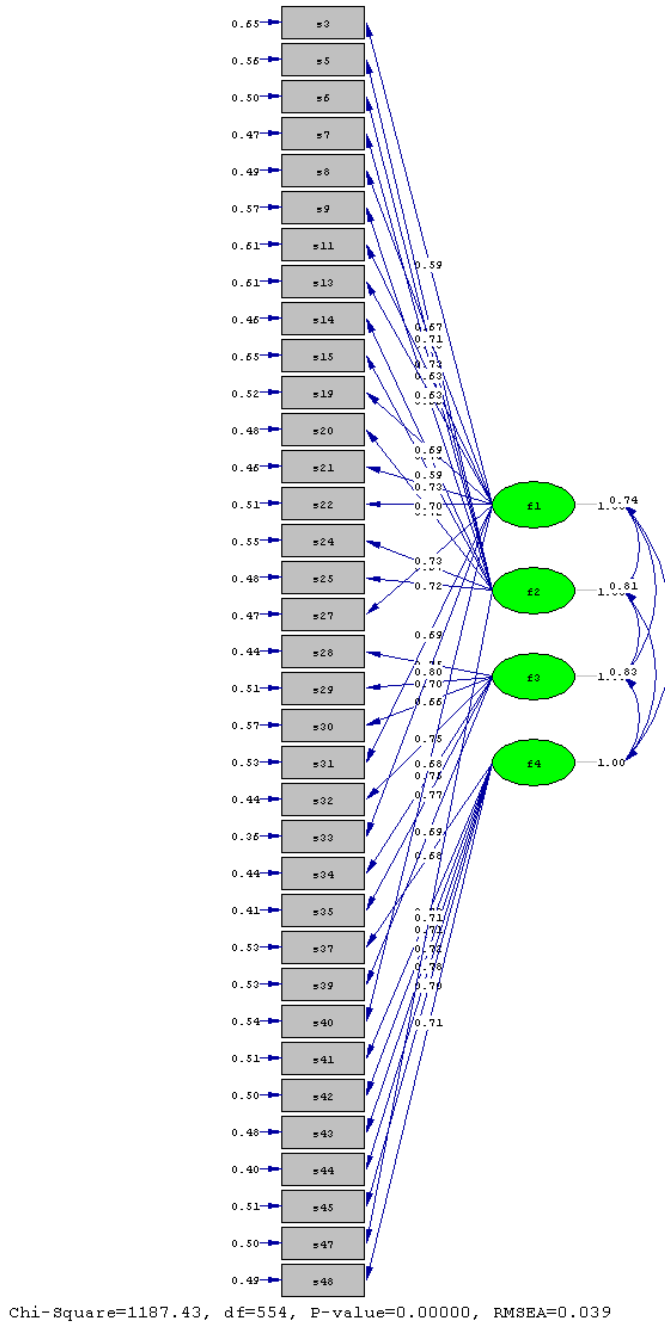 0.65 s3
0.56 s5
0.50 s6
0.47 s7
0.49 s8
0.57 s9
0.61 s11
0.59
0.61 s13
0.46 s14
0.67
0.71
0.65 s15
0.73
0.63
0.52 s19
0.63
0.48 s20
0.69
0.46 s21
0.59
0.73
0.51 s22
0.70
f1
0.74
0.55 s24
0.73
0.48 s25
0.72
f2
0.81
0.47 s27
0.69
0.44 s28
0.80
f3
0.83
0.51 s29
0.70
0.66
0.57 s30
0.75
0.53 s31
0.68
f4
1.00
0.75
0.44 s32
0.77
0.36 s33
0.69
0.68
0.44 s34
0.41 s35
0.71
0.71
0.53 s37
0.78
0.53 s39
0.54 s40
0.71
0.51 s41
0.50 s42
0.48 s43
0.40 s44
0.51 s45
0.50 s47
0.49 s48
Chi-Square=1187.43, df=554, P-value=0.00000, RMSEA=0.039